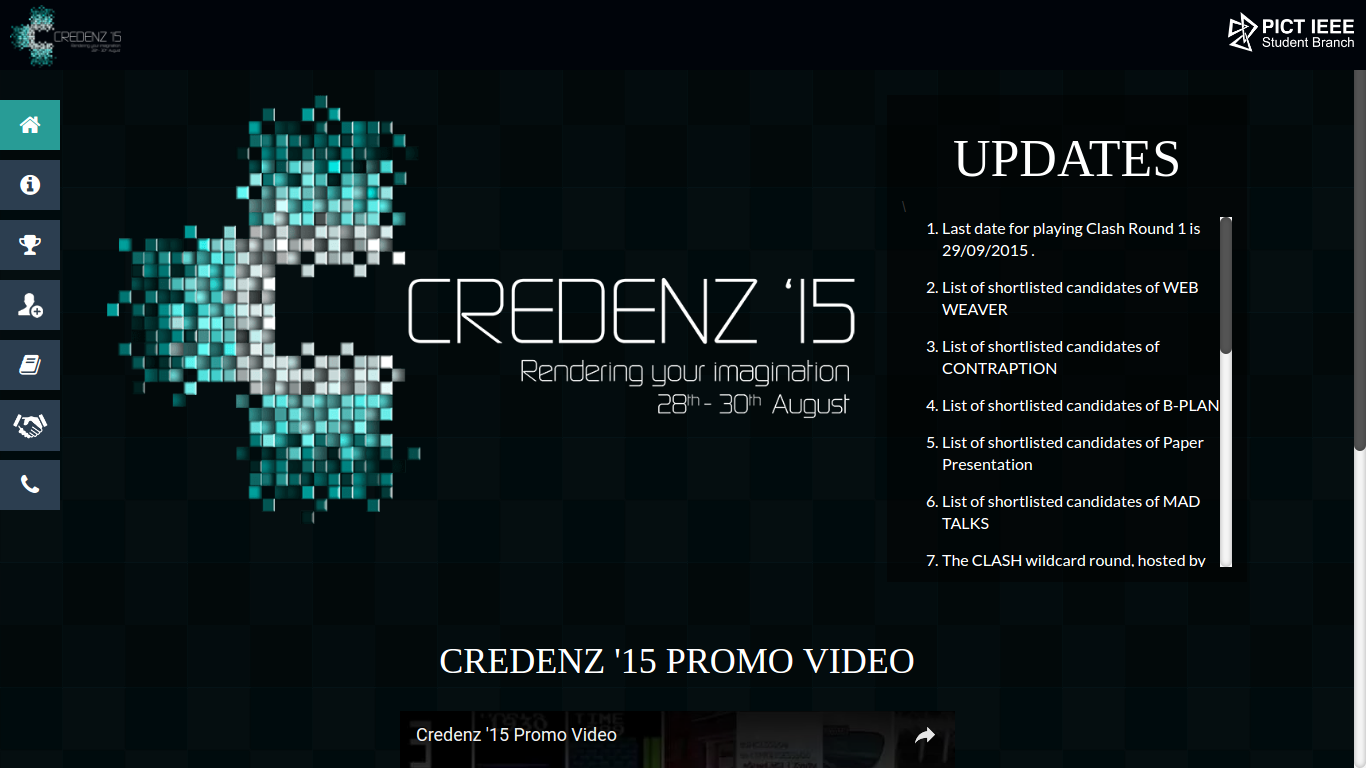 CREDENZ '15
Rendering your imagination
PICT IEEE
Student Branch
CREDENZ '15
Rendering your imagination
28th - 30th August
UPDATES
\
1. Last date for playing Clash Round 1 is
29/09/2015 .
2. List of shortlisted candidates of WEB
WEAVER
3. List of shortlisted candidates of
CONTRAPTION
4. List of shortlisted candidates of B-PLAN
5. List of shortlisted candidates of Paper
Presentation
6. List of shortlisted candidates of MAD
TALKS
7. The CLASH wildcard round, hosted by
CREDENZ '15 PROMO VIDEO
Credenz '15 Promo Video